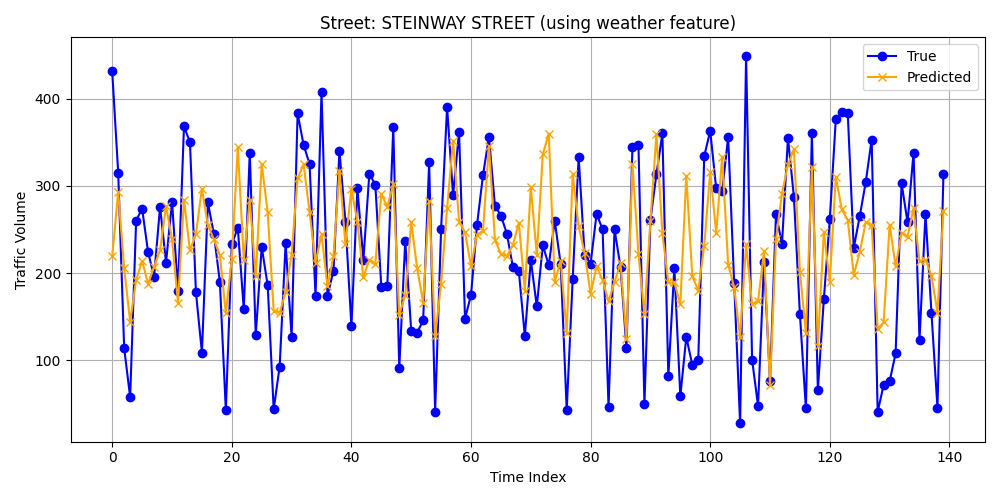 Street: STEINWAY STREET (using weather feature)
True
Predicted
Traffic Volume
400
300
200
100
0 20 40 60 80 100 120 140
Time Index